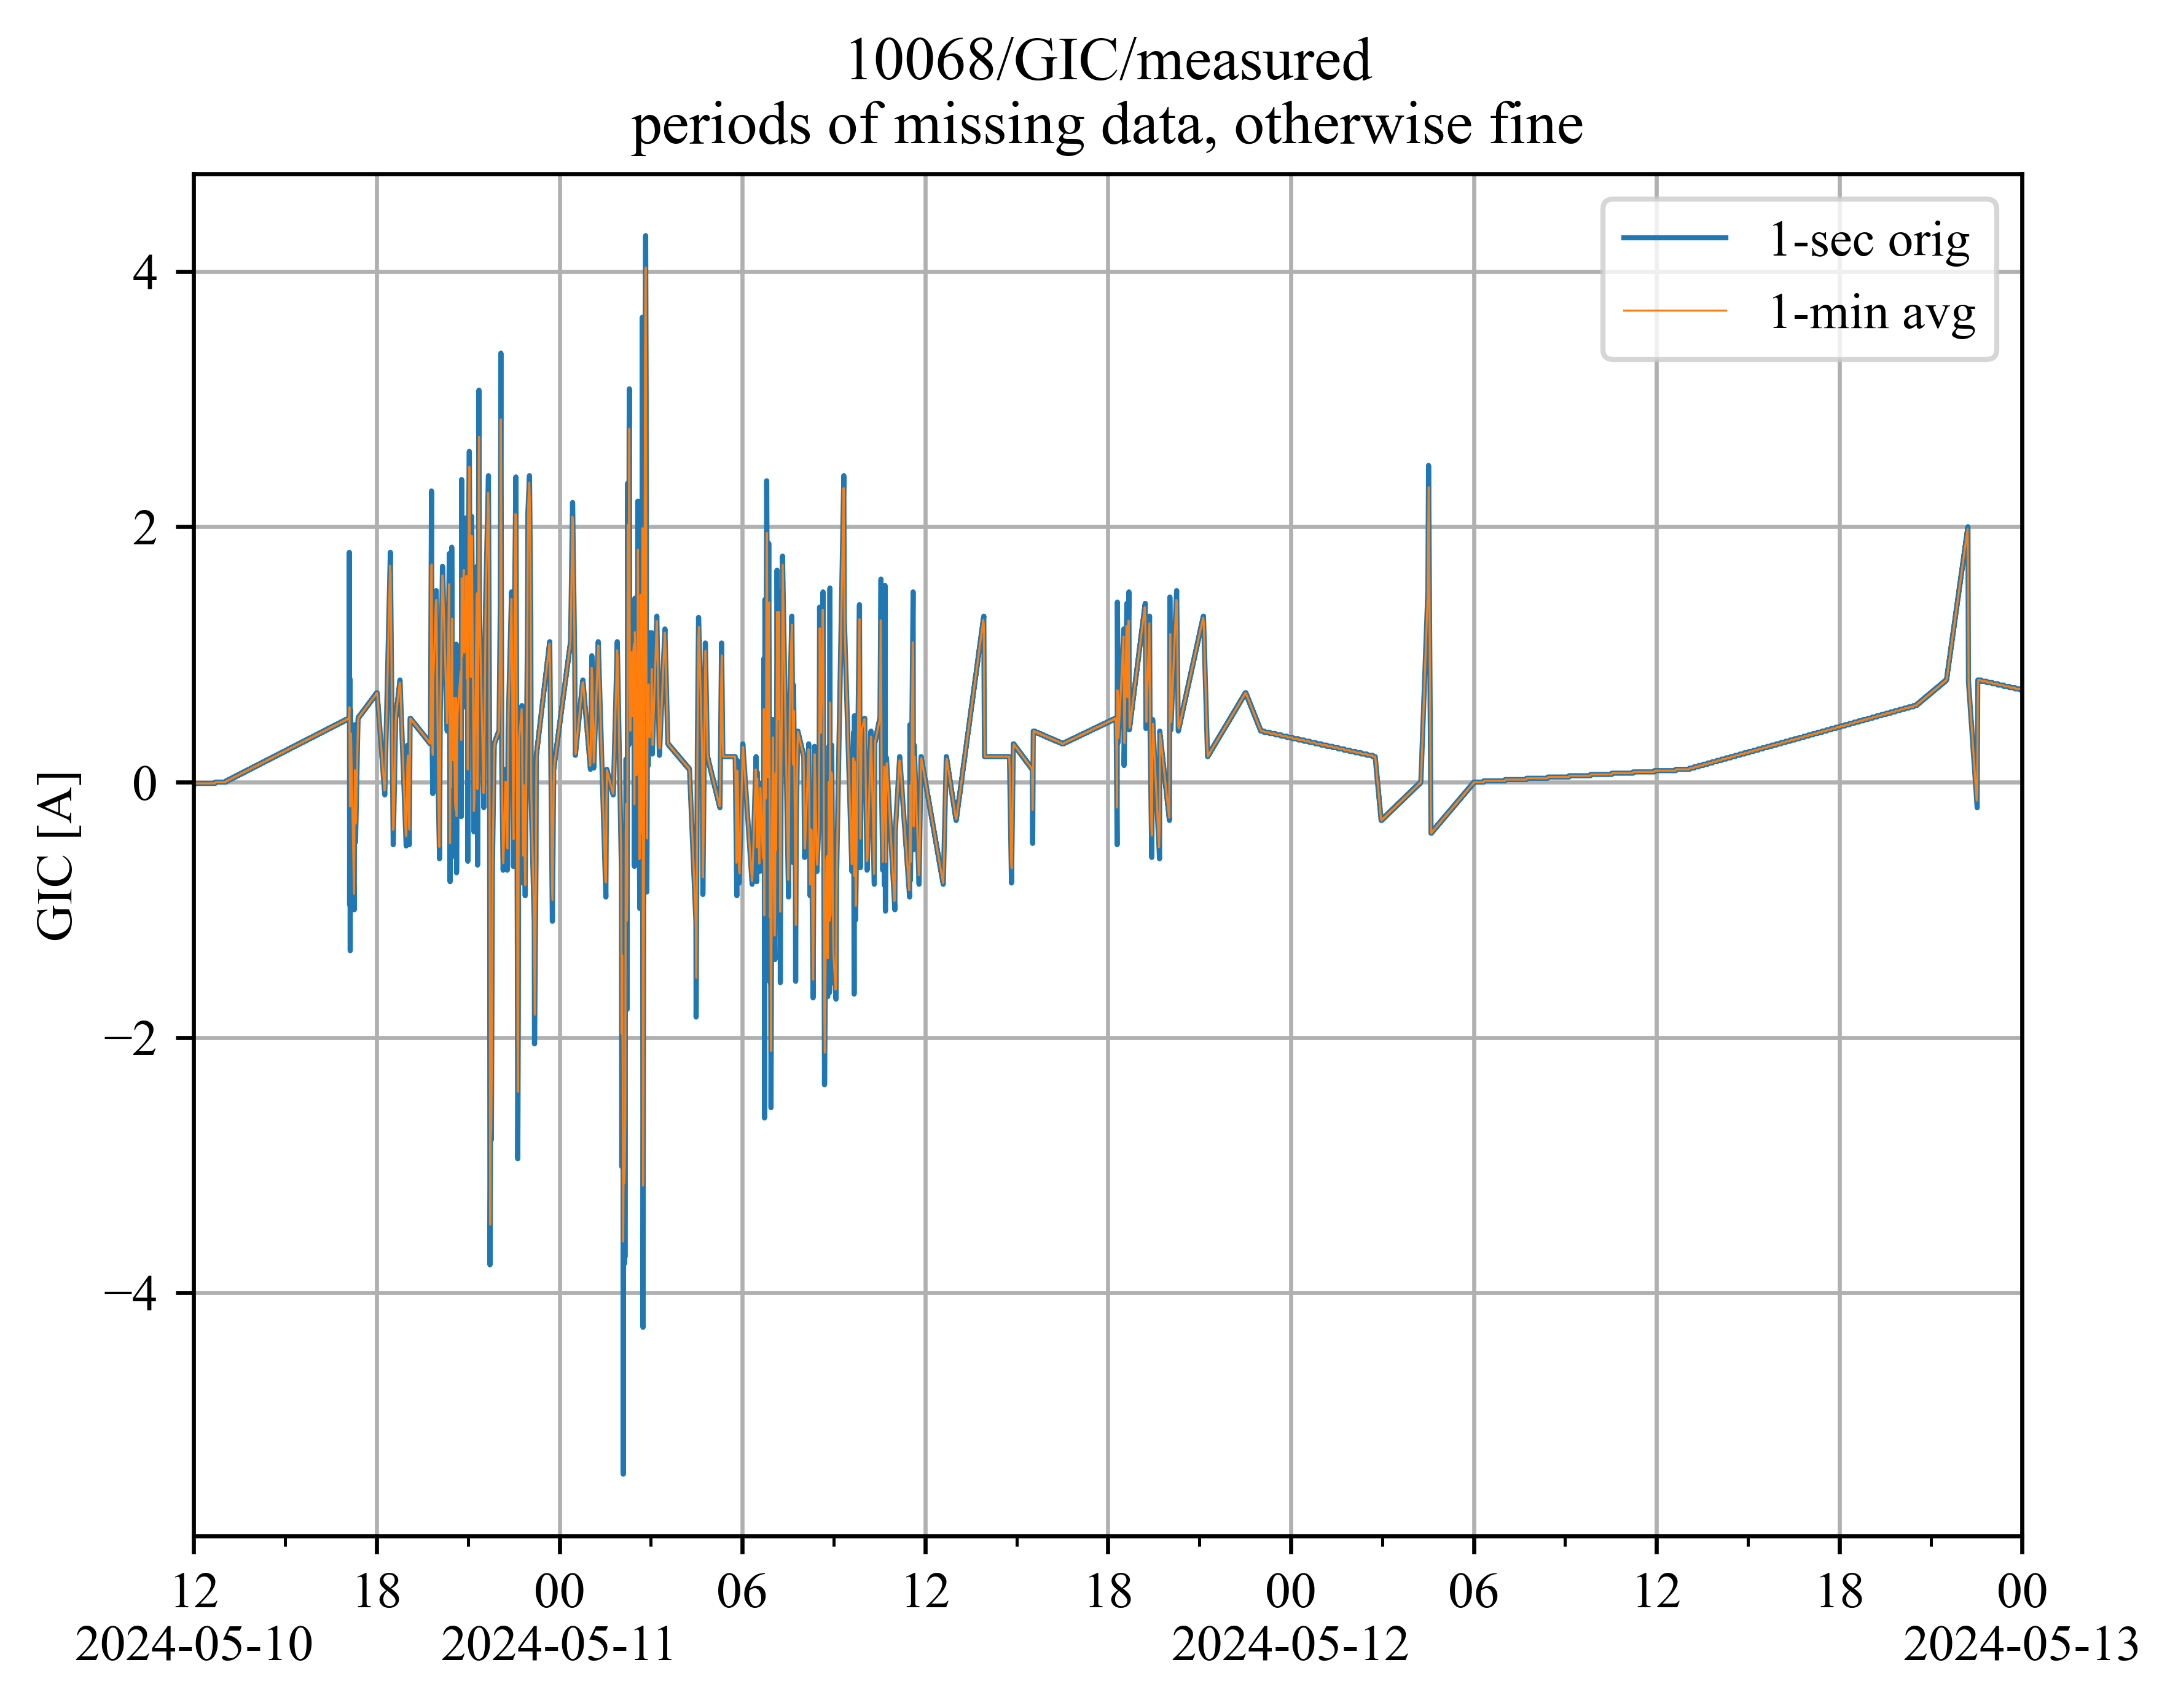 10068/GIC/measured
periods of missing data, otherwise fine
1-sec orig
1-min avg
GIC [A]
4
2
0
−2
−4
12 18 00 06 12 18 00 06 12 18 00
2024-05-10 2024-05-11 2024-05-12 2024-05-13